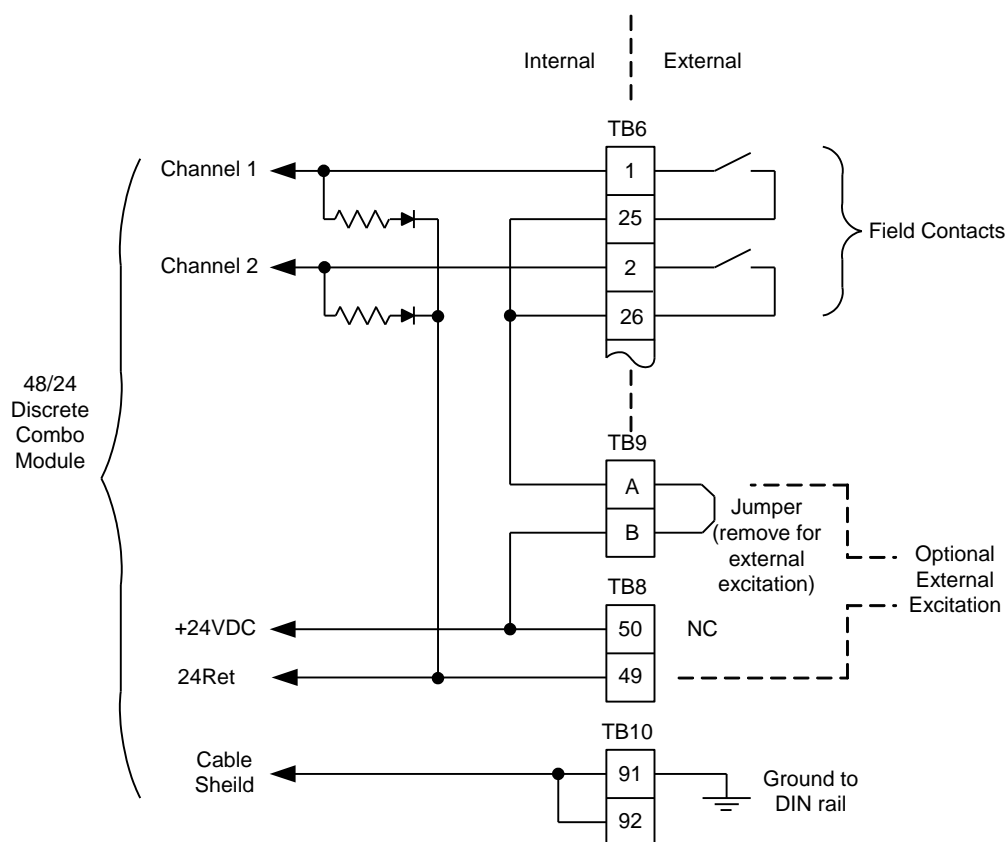 Internal
External
TB6
Channel 1
1
25
Channel 2
2
26
Field Contacts
48/24
Discrete
Combo
Module
TB9
A
B
Jumper
(remove for
external
excitation)
Optional
External
Excitation
TB8
+24VDC
50
NC
24Ret
49
TB10
Cable
Sheild
91
92
Ground to
DIN rail